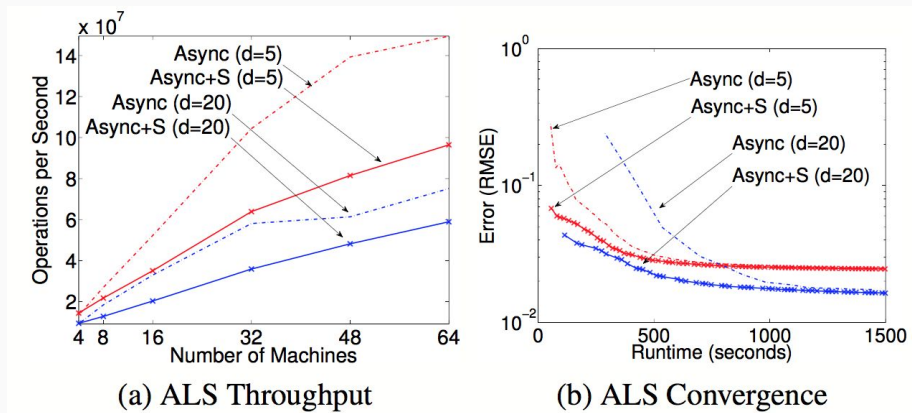 x 10^7
14
12
10
8
6
4
2
Operations per Second
Async (d=5)
Async+S (d=5)
Async (d=20)
Async+S (d=20)
4 8 16 32 48 64
Number of Machines
(a) ALS Throughput
10^0
10^-1
10^-2
Error (RMSE)
Async (d=5)
Async+S (d=5)
Async (d=20)
Async+S (d=20)
0 500 1000 1500
Runtime (seconds)
(b) ALS Convergence